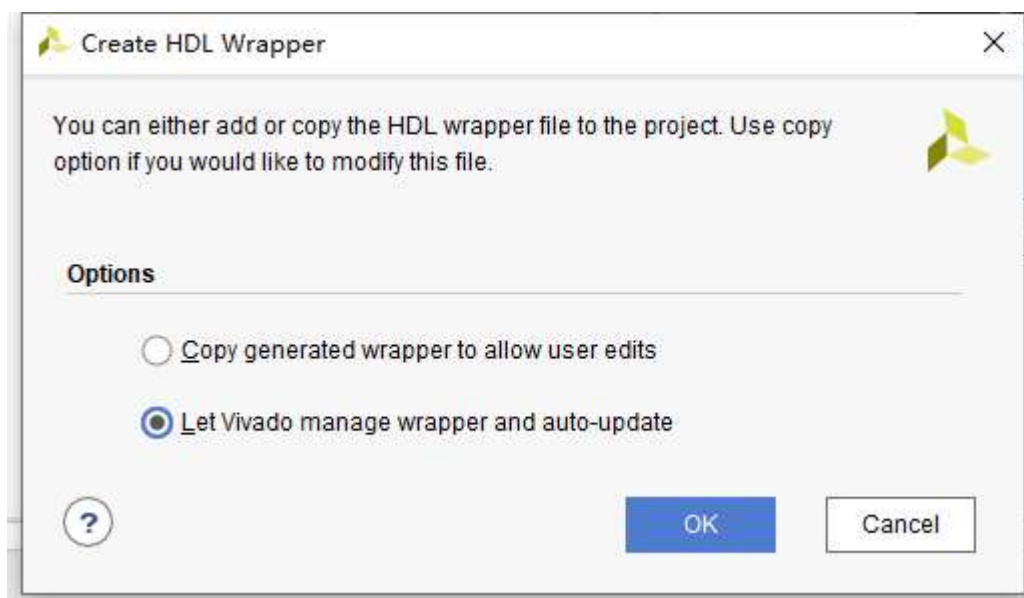 Create HDL Wrapper
You can either add or copy the HDL wrapper file to the project. Use copy
option if you would like to modify this file.
Options
Copy generated wrapper to allow user edits
Let Vivado manage wrapper and auto-update
?
OK
Cancel